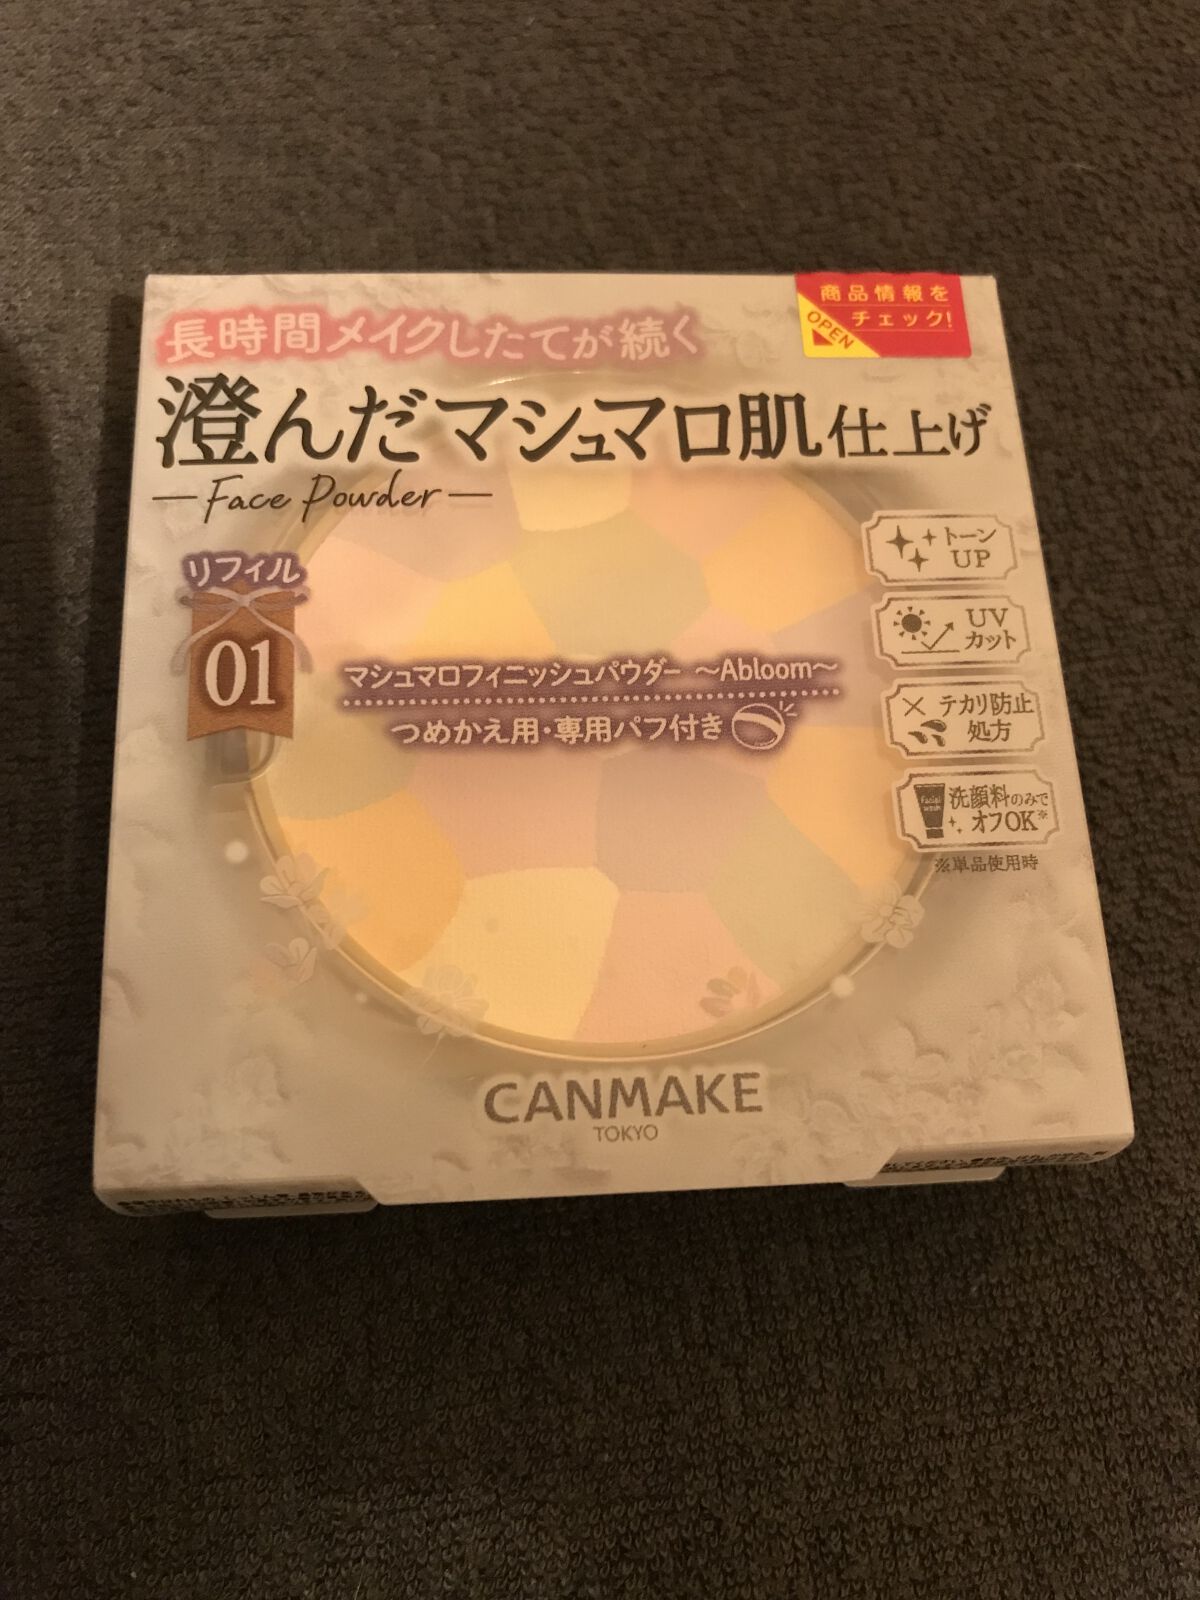 商品情報を
チェック!
OPEN
長時間メイクしたてが続く
澄んだマシュマロ肌仕上げ
Face Powder
トーン
UP
リフィル
01
UV
カット
マシュマロフィニッシュパウダー 〜Abloom〜
つめかえ用・専用パフ付き
テカリ防止
処方
Facial
wash
洗顔料のみで
オフOK※
※単品使用時
CANMAKE
TOKYO